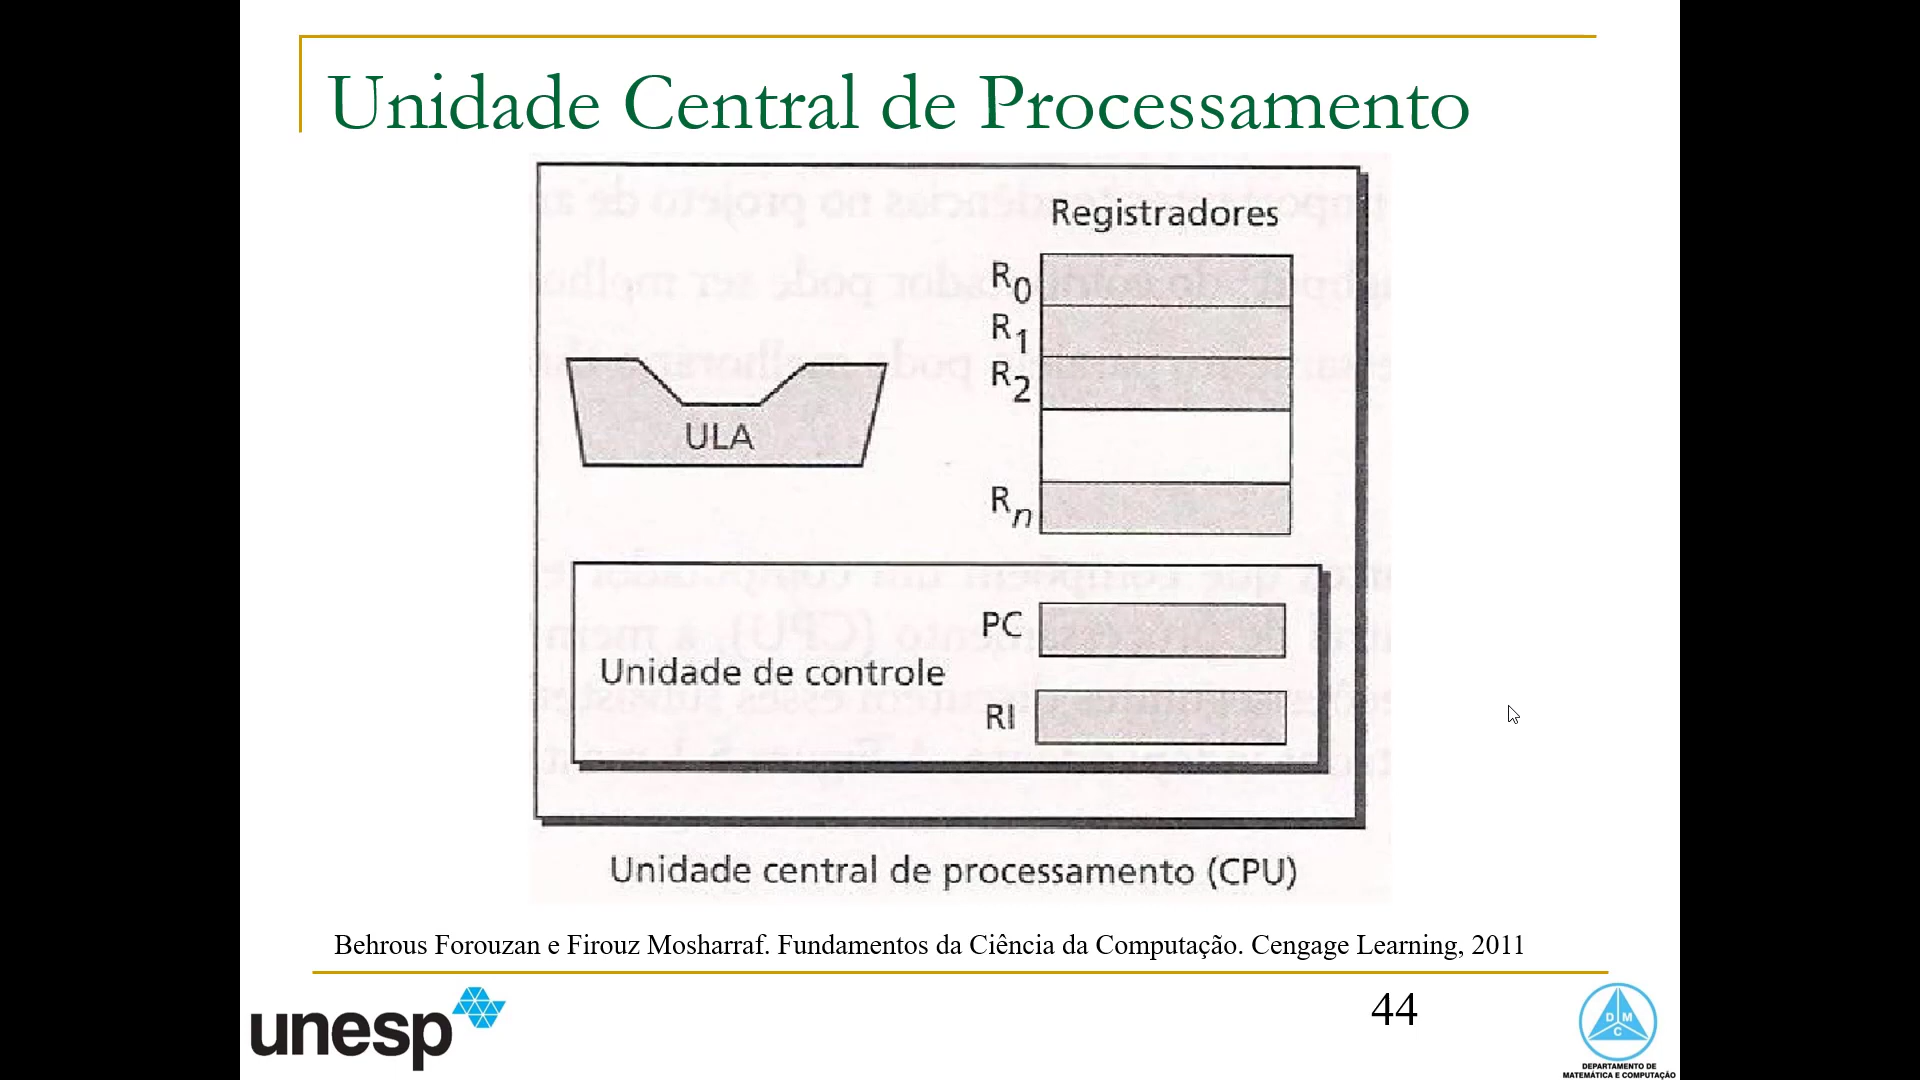 Unidade Central de Processamento
Registradores
R0
R1
R2
ULA
Rn
PC
Unidade de controle
RI
Unidade central de processamento (CPU)
Behrous Forouzan e Firouz Mosharraf. Fundamentos da Ciência da Computação. Cengage Learning, 2011
unesp
44
D M
C
DEPARTAMENTO DE
MATEMÁTICA E COMPUTAÇÃO